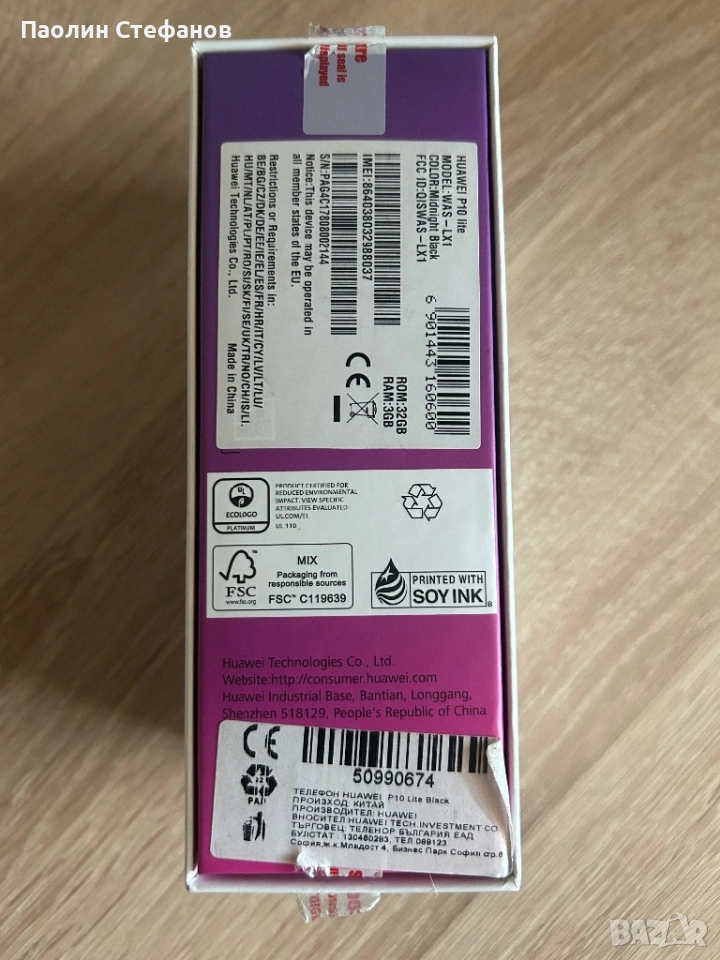 Паолин Стефанов
HUAWEI P10 lite
MODEL:WAS-LX1
COLOR:Midnight Black
FCC ID:QISWAS-LX1
6 901443 160600
IMEI:864038032988037
ROM:32GB
RAM:3GB
S/N:PAG4C17808002144
Notice:This device may be operated in
all member states of the EU.
Restrictions or Requirements in:
BE/BG/CZ/DK/DE/EE/IE/EL/ES/FR/HR/IT/CY/LV/LT/LU/
HU/MT/NL/AT/PL/PT/RO/SI/SK/FI/SE/UK/TR/NO/CH/IS/LI.
Huawei Technologies Co., Ltd.
Made in China
UL
ECOLOGO
PLATINUM
PRODUCT CERTIFIED FOR
REDUCED ENVIRONMENTAL
IMPACT. VIEW SPECIFIC
ATTRIBUTES EVALUATED:
UL.COM/EL
UL 110
FSC
www.fsc.org
MIX
Packaging from
responsible sources
FSC™ C119639
PRINTED WITH
SOY INK
Huawei Technologies Co., Ltd.
Website:http://consumer.huawei.com
Huawei Industrial Base, Bantian, Longgang,
Shenzhen 518129, People's Republic of China
CE
22
PAP
50990674
ТЕЛЕФОН HUAWEI P10 Lite Black
ПРОИЗХОД: КИТАЙ
ПРОИЗВОДИТЕЛ: HUAWEI
ВНОСИТЕЛ:HUAWEI TECH.INVESTMENT CO
ТЪРГОВЕЦ: ТЕЛЕНОР БЪЛГАРИЯ ЕАД
БУЛСТАТ : 130460283, ТЕЛ 089123
София,ж.к.Младост 4, Бизнес Парк София сгр.6
BAZAR